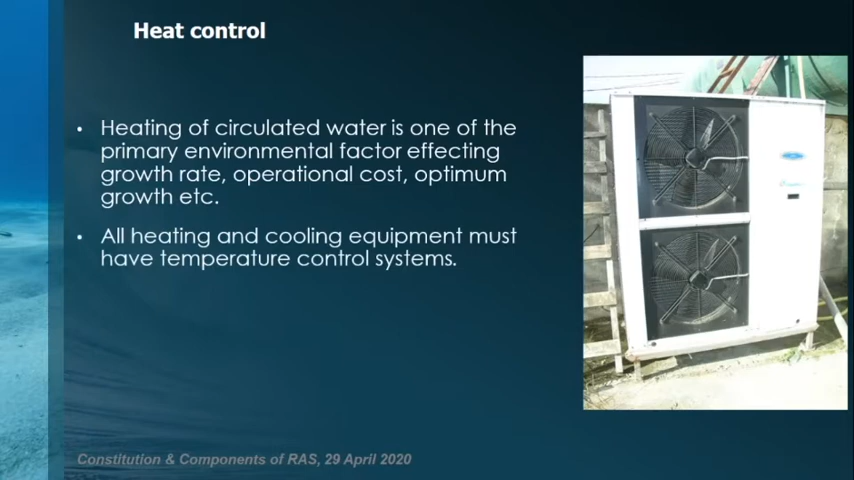 Heat control
• Heating of circulated water is one of the
primary environmental factor effecting
growth rate, operational cost, optimum
growth etc.
• All heating and cooling equipment must
have temperature control systems.
Constitution & Components of RAS, 29 April 2020